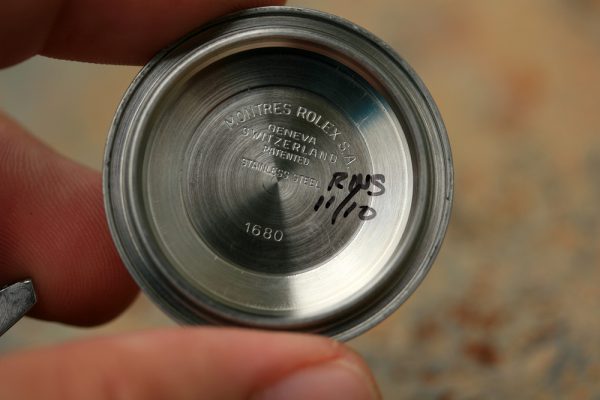 MONTRES ROLEX S.A
GENEVA
SWITZERLAND
PATENTED
STAINLESS STEEL
RWS
11/10
1680